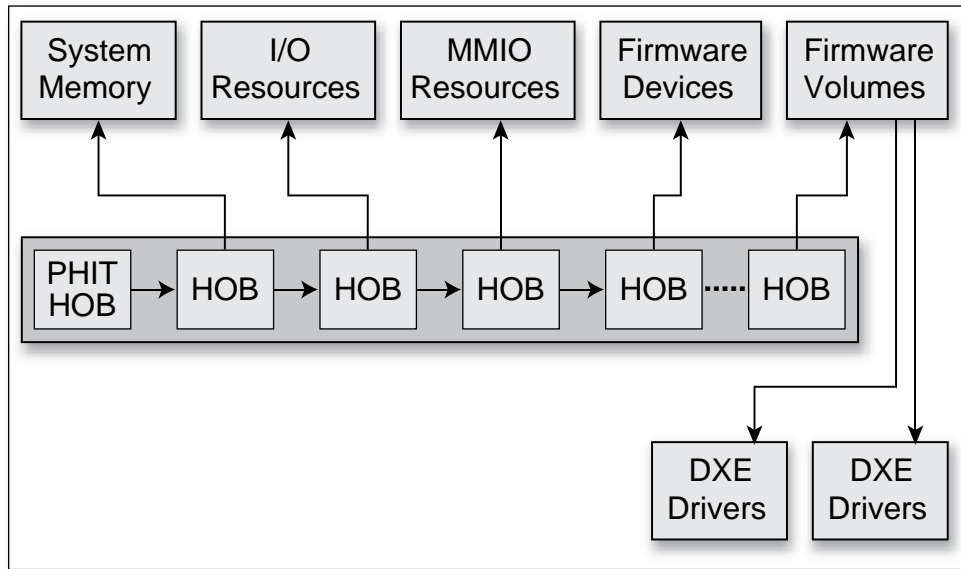 System
Memory
I/O
Resources
MMIO
Resources
Firmware
Devices
Firmware
Volumes
PHIT
HOB
HOB
HOB
HOB
HOB
HOB
DXE
Drivers
DXE
Drivers